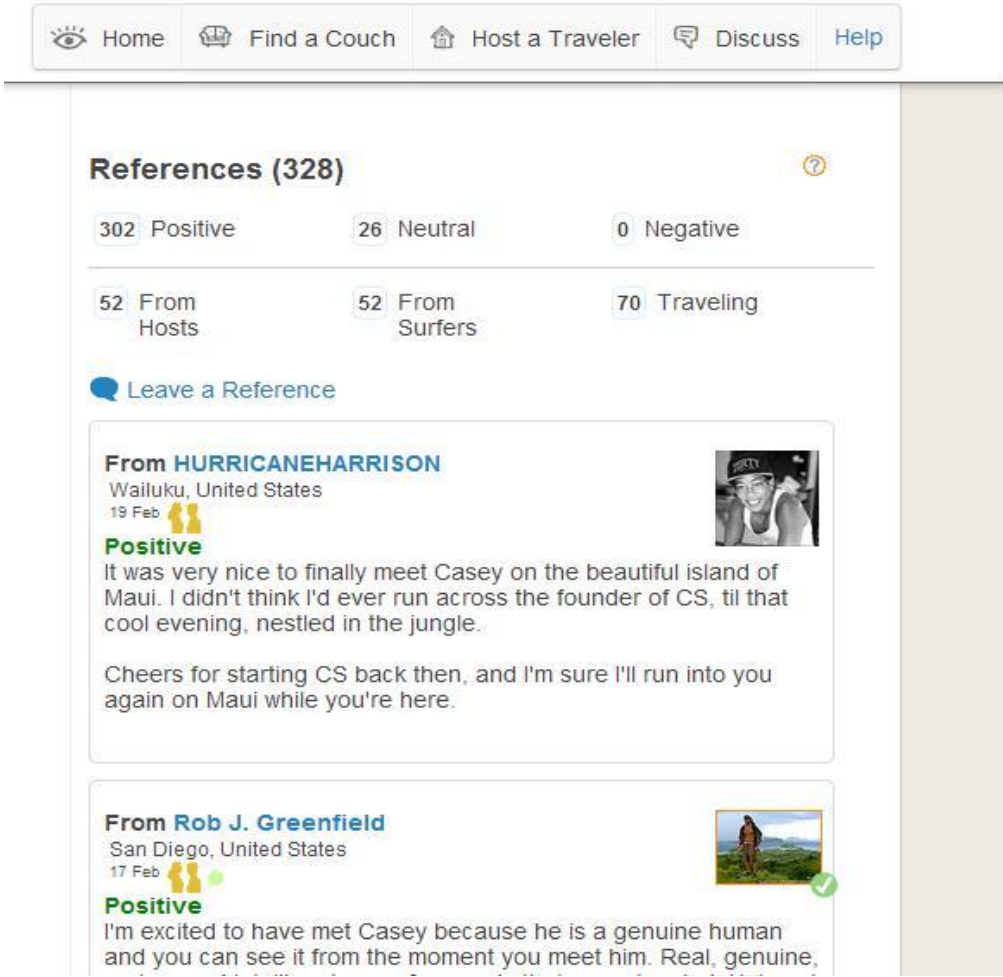 Home Find a Couch Host a Traveler Discuss Help
References (328)
302 Positive 26 Neutral 0 Negative
52 From Hosts 52 From Surfers 70 Traveling
Leave a Reference
From HURRICANEHARRISON
Wailuku, United States
19 Feb
Positive
It was very nice to finally meet Casey on the beautiful island of
Maui. I didn't think I'd ever run across the founder of CS, til that
cool evening, nestled in the jungle.
Cheers for starting CS back then, and I'm sure I'll run into you
again on Maui while you're here.
From Rob J. Greenfield
San Diego, United States
17 Feb
Positive
I'm excited to have met Casey because he is a genuine human
and you can see it from the moment you meet him. Real, genuine,